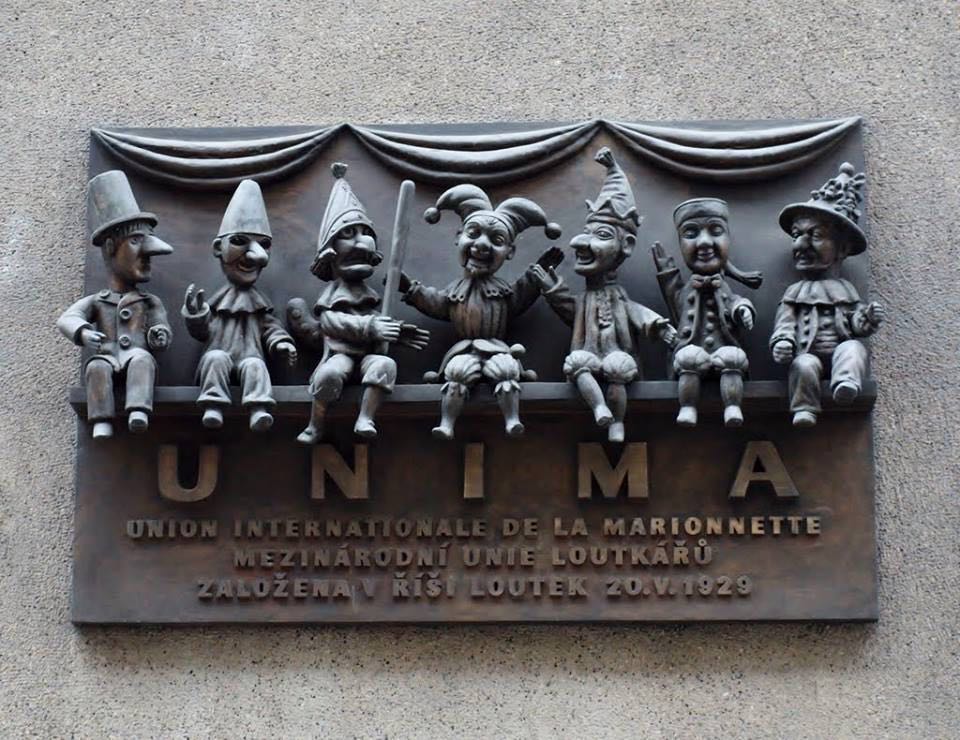 UNIMA
UNION INTERNATIONALE DE LA MARIONNETTE
MEZINÁRODNÍ UNIE LOUTKÁŘŮ
ZALOŽENA V ŘÍŠI LOUTEK 20.V.1929